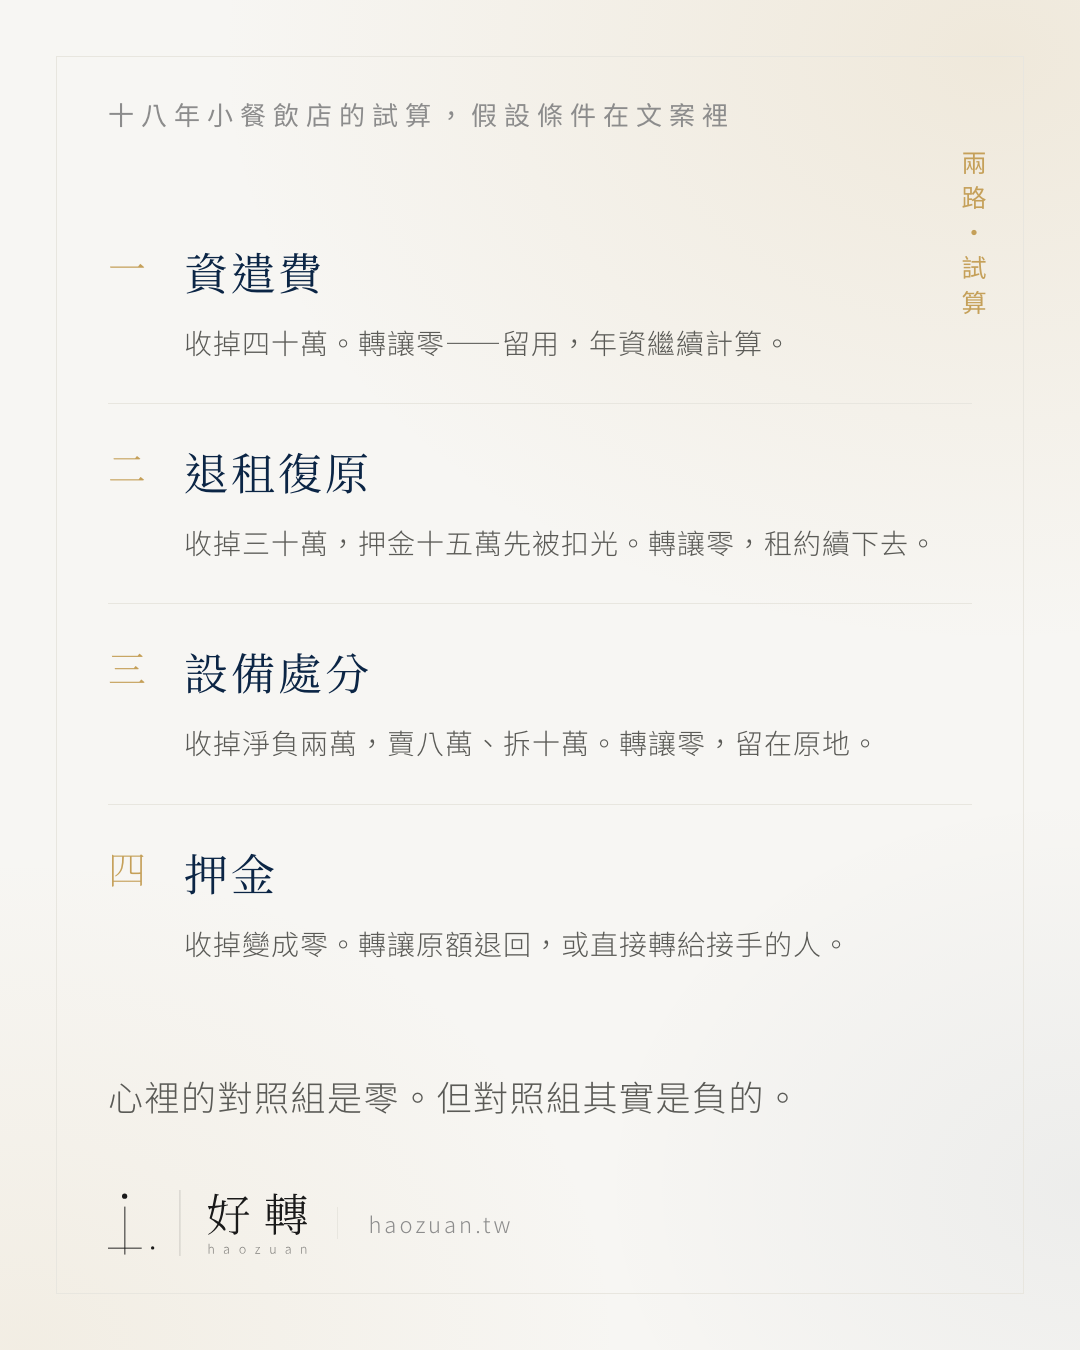 十八年小餐飲店的試算，假設條件在文案裡
兩路・試算
一 資遣費
收掉四十萬。轉讓零——留用，年資繼續計算。
二 退租復原
收掉三十萬，押金十五萬先被扣光。轉讓零，租約續下去。
三 設備處分
收掉淨負兩萬，賣八萬、拆十萬。轉讓零，留在原地。
四 押金
收掉變成零。轉讓原額退回，或直接轉給接手的人。
心裡的對照組是零。但對照組其實是負的。
好轉
haozuan
haozuan.tw